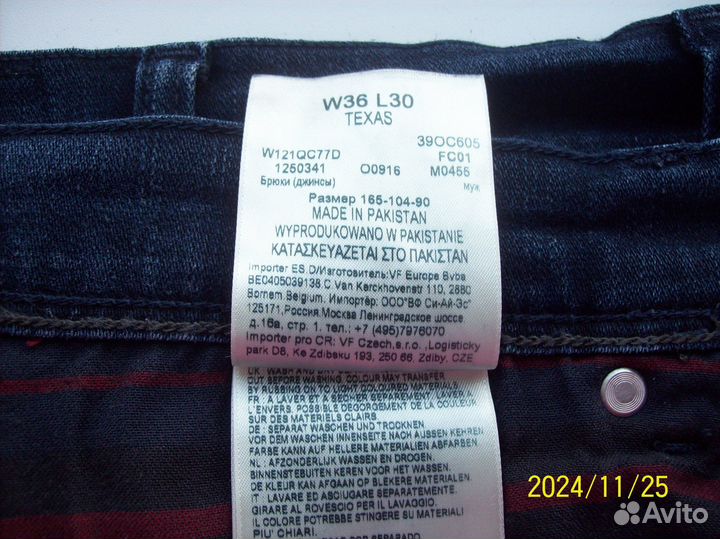 W36 L30
TEXAS
39OC605
W121QC77D FC01
1250341 O0916 M0455
Брюки (джинсы) муж
Размер 165-104-90
MADE IN PAKISTAN
WYPRODUKOWANO W PAKISTANIE
ΚΑΤΑΣΚΕΥΑΖΕΤΑΙ ΣΤΟ ΠΑΚΙΣΤΑΝ
Importer ES,D/Изготовитель:VF Europe Bvba
BE0405039138.C Van Kerckhovenstr 110, 2880
Bornem,Belgium. Импортёр: ООО"ВФ Си-Ай-Эс"
125171,Россия Москва Ленинградское шоссе
д.16а, стр. 1. тел.: +7 (495)7976070
Importer pro CR: VF Czech,s.r.o.,Logisticky
park D8, Ke Zdibsku 193, 250 66, Zdiby, CZE
UK: WASH AND DRY
OUT BEFORE WASHING. COLOUR MAY TRANSFER
BY RUBBING ON TO LIGHT COLOURED MATERIALS
FR : A LAVER ET A SECHER SEPAREMENT. LAVER A
L'ENVERS. POSSIBLE DEGORGEMENT DE LA COULEUR
SUR DES MATERIELS CLAIRS.
DE : SEPARAT WASCHEN UND TROCKNEN
VOR DEM WASCHEN INNENSEITE NACH AUSSEN KEHREN
FARBE KANN AUF HELLEN MATERIALIEN ABFARBEN
NL : AFZONDERLIJK WASSEN EN DROGEN.
BINNENSTEBUITEN KEREN VOOR HET WASSEN.
DE KLEUR KAN AFGAAN OP BLEKERE MATERIALEN.
IT : LAVARE ED ASCIUGARE SEPARATAMENTE.
GIRARE AL ROVESCIO PER IL LAVAGGIO.
IL COLORE POTREBBE STINGERE SU MATERIALI
PIU' CHIARI.
2024/11/25
Avito